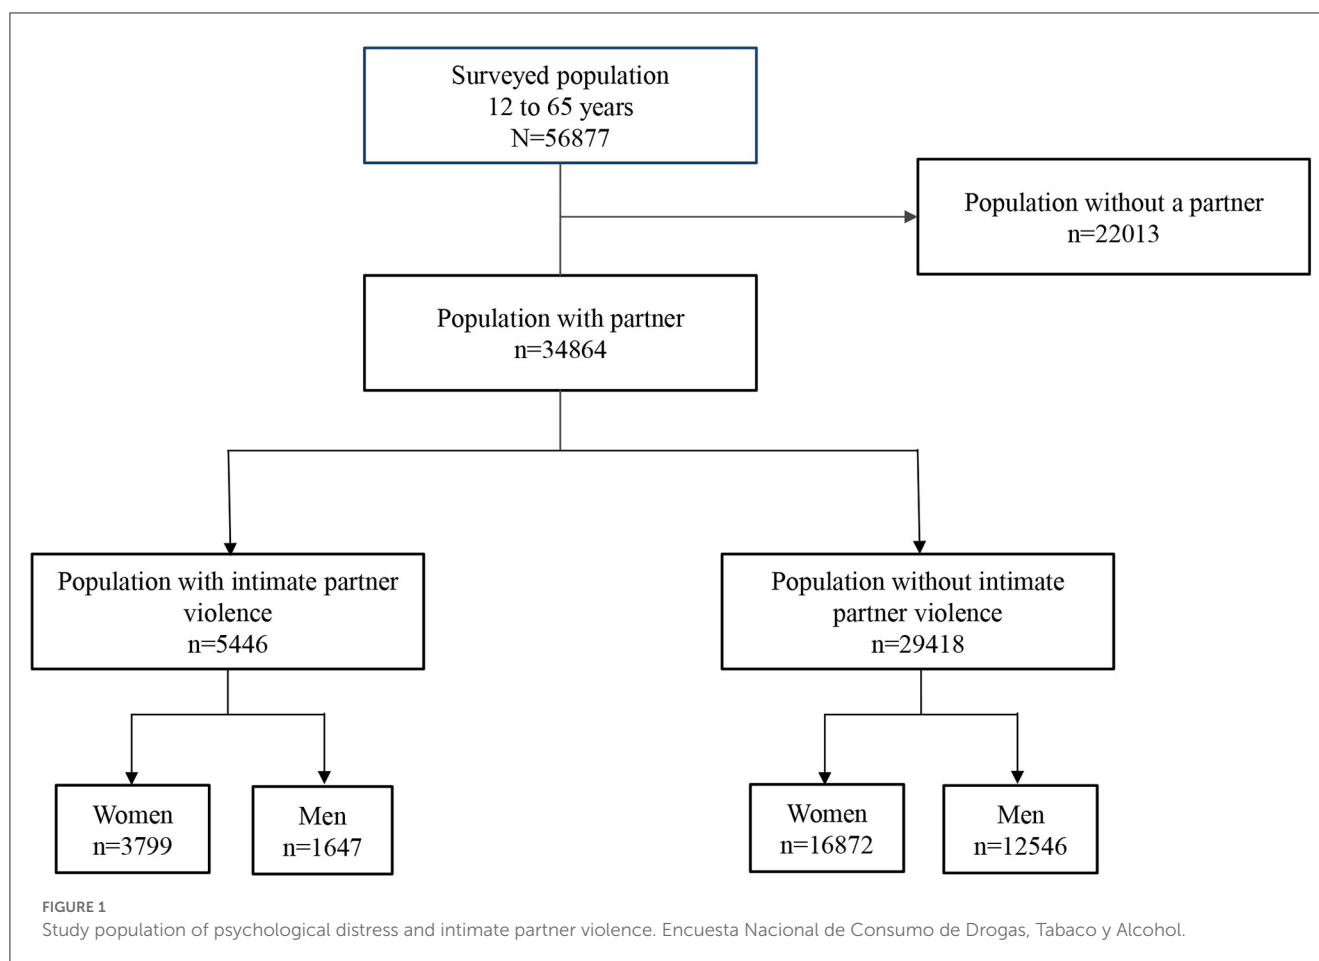 Surveyed population
12 to 65 years
N=56877
Population without a partner
n=22013
Population with partner
n=34864
Population with intimate partner
violence
n=5446
Population without intimate
partner violence
n=29418
Women
n=3799
Men
n=1647
Women
n=16872
Men
n=12546
FIGURE 1
Study population of psychological distress and intimate partner violence. Encuesta Nacional de Consumo de Drogas, Tabaco y Alcohol.